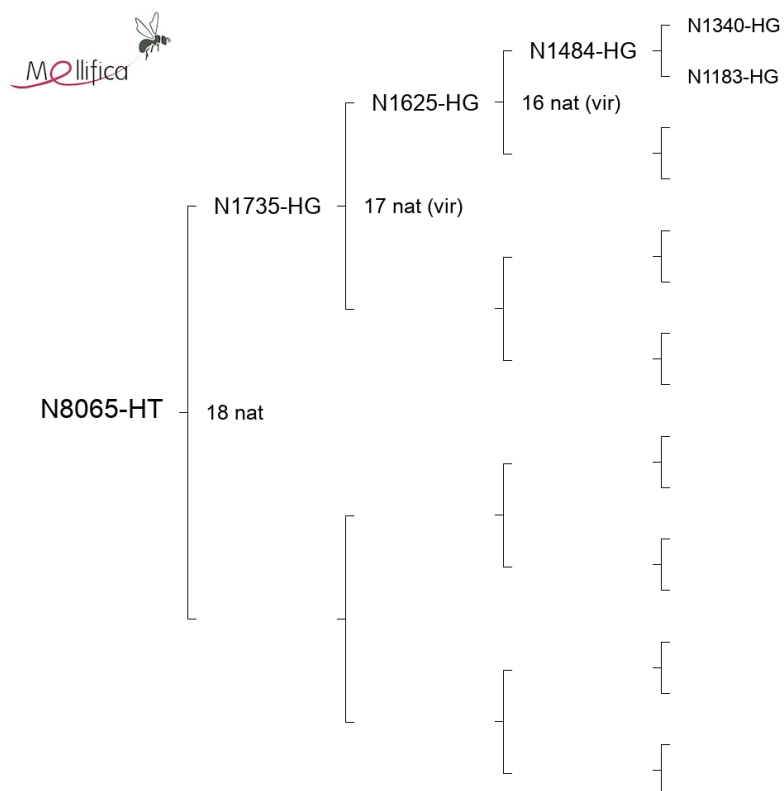 Mellifica
N1340-HG
N1484-HG
N1183-HG
N1625-HG
16 nat (vir)
N1735-HG
17 nat (vir)
N8065-HT
18 nat